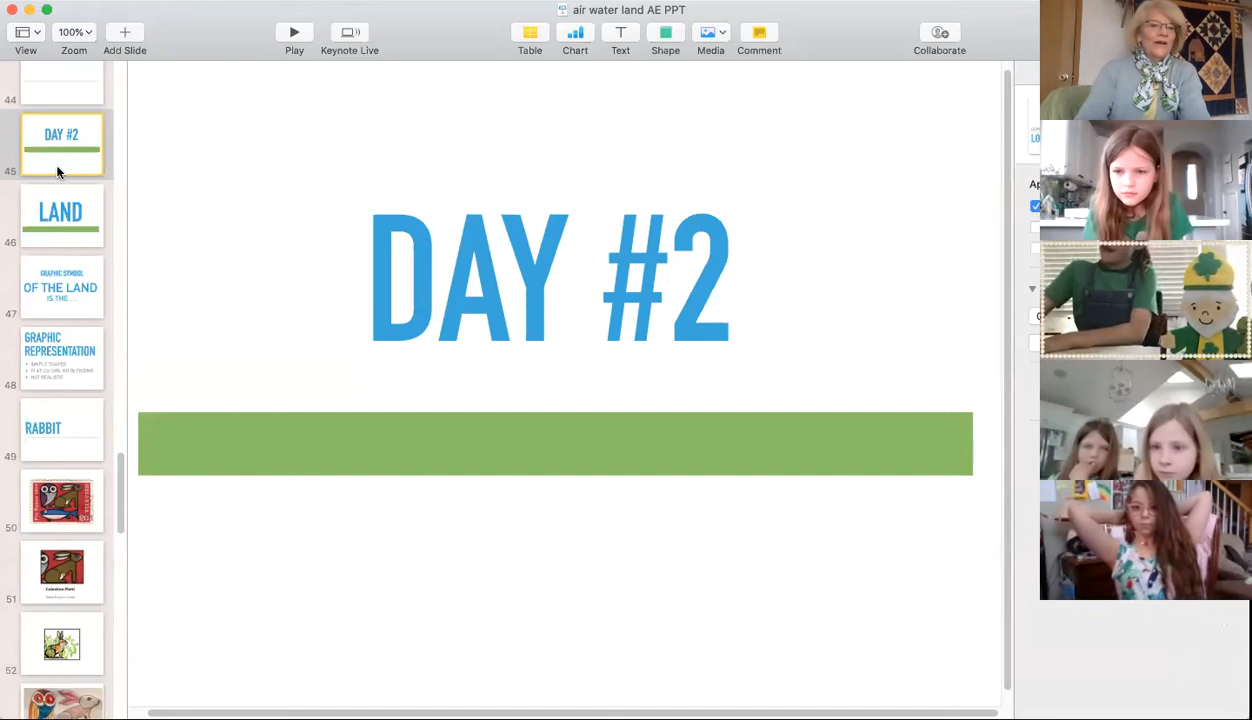 air water land AE PPT
100%
View
Zoom
Add Slide
Play
Keynote Live
Table
Chart
Text
Shape
Media
Comment
Collaborate
44
DAY #2
45
LAND
46
GRAPHIC SYMBOL
OF THE LAND
IS THE ...
47
GRAPHIC
REPRESENTATION
48
RABBIT
49
50
51
52
DAY #2